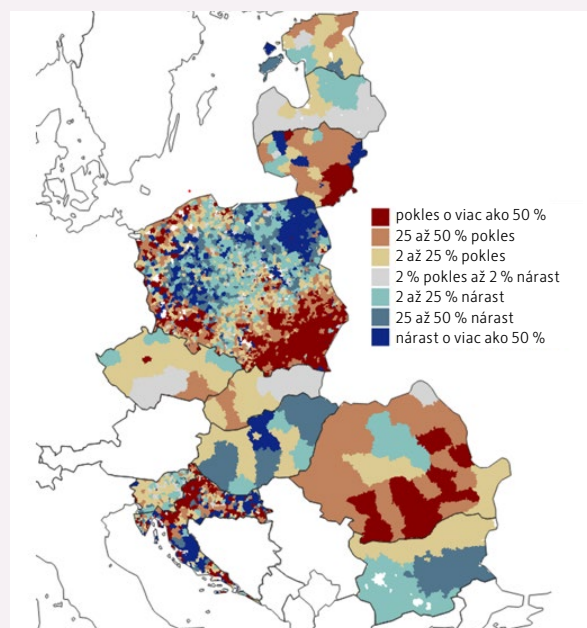 pokles o viac ako 50 %
25 až 50 % pokles
2 až 25 % pokles
2 % pokles až 2 % nárast
2 až 25 % nárast
25 až 50 % nárast
nárast o viac ako 50 %